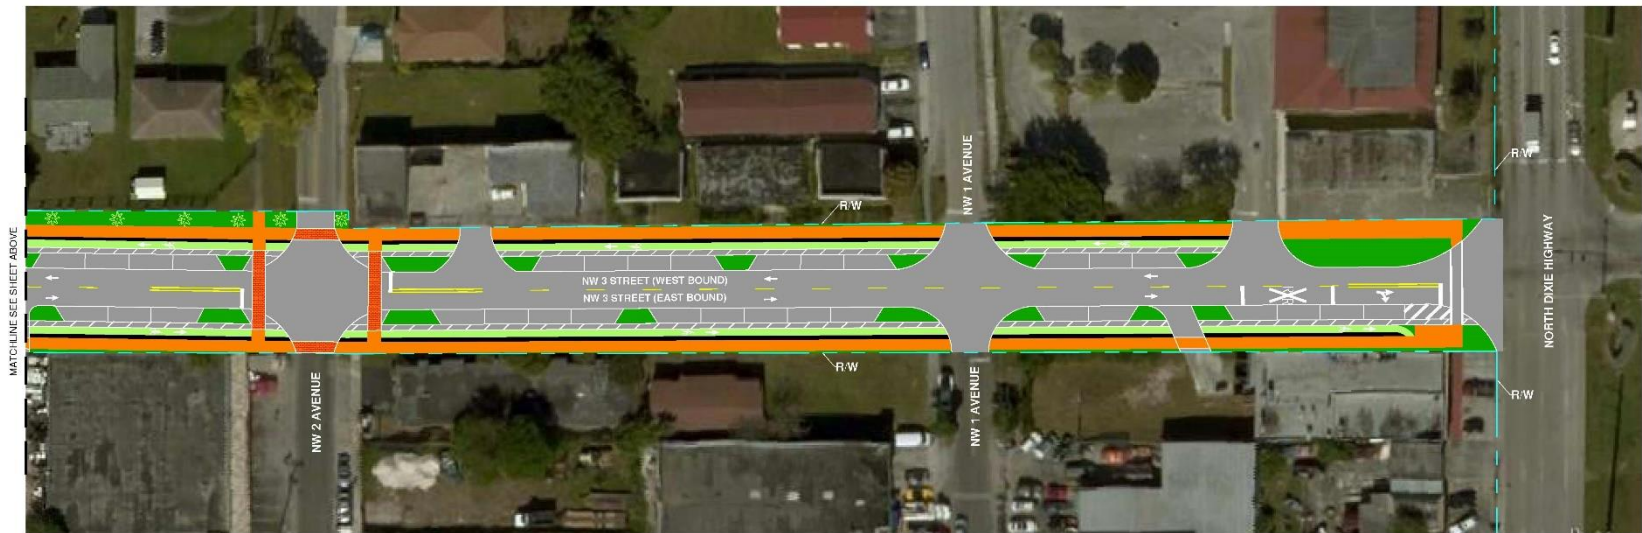 MATCHLINE SEE SHEET ABOVE
NW 1 AVENUE
R/W
R/W
NW 3 STREET (WEST BOUND)
NW 3 STREET (EAST BOUND)
NORTH DIXIE HIGHWAY
R/W
R/W
NW 2 AVENUE
NW 1 AVENUE